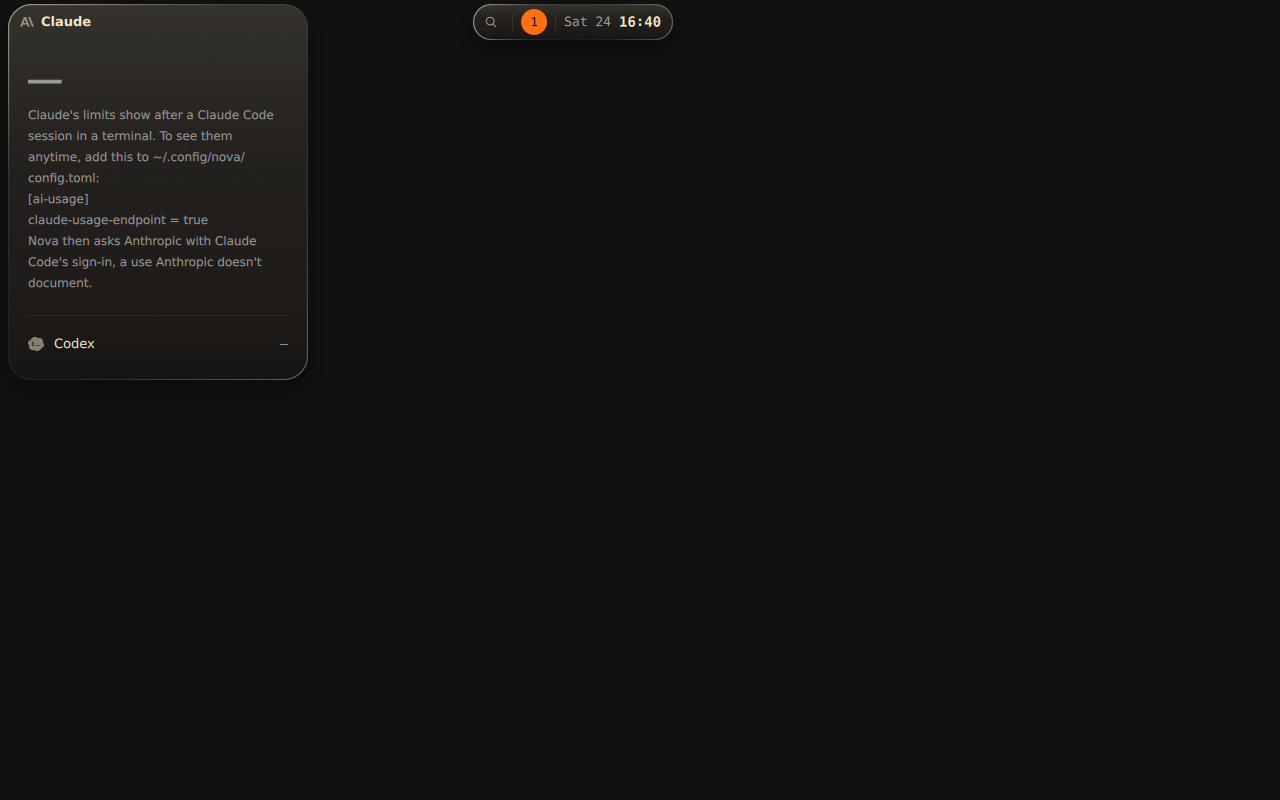 Claude
1
Sat 24 16:40
—
Claude's limits show after a Claude Code
session in a terminal. To see them
anytime, add this to ~/.config/nova/
config.toml:
[ai-usage]
claude-usage-endpoint = true
Nova then asks Anthropic with Claude
Code's sign-in, a use Anthropic doesn't
document.
Codex –